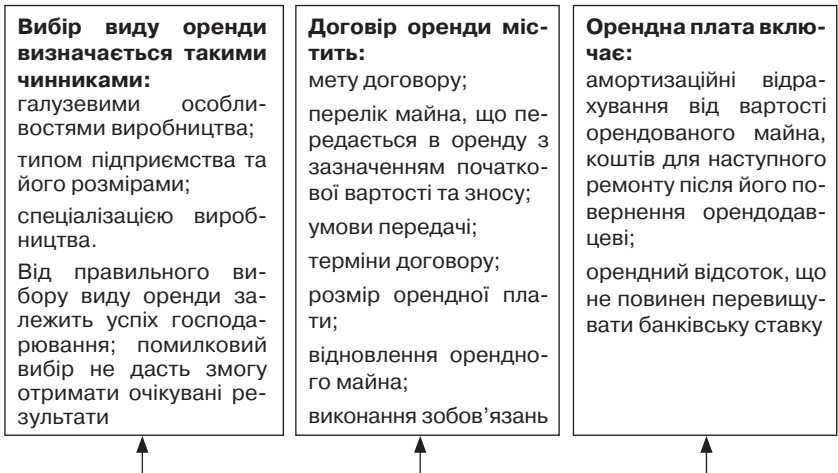 Вибір виду оренди
визначається такими
чинниками:
галузевими особли-
востями виробництва;
типом підприємства та
його розмірами;
спеціалізацією вироб-
ництва.
Від правильного ви-
бору виду оренди за-
лежить успіх господа-
рювання; помилковий
вибір не дасть змогу
отримати очікувані ре-
зультати
Договір оренди міс-
тить:
мету договору;
перелік майна, що пе-
редається в оренду з
зазначенням початко-
вої вартості та зносу;
умови передачі;
терміни договору;
розмір орендної пла-
ти;
відновлення орендно-
го майна;
виконання зобов’язань
Орендна плата вклю-
чає:
амортизаційні відра-
хування від вартості
орендованого майна,
коштів для наступного
ремонту після його по-
вернення орендодав-
цеві;
орендний відсоток, що
не повинен перевищу-
вати банківську ставку